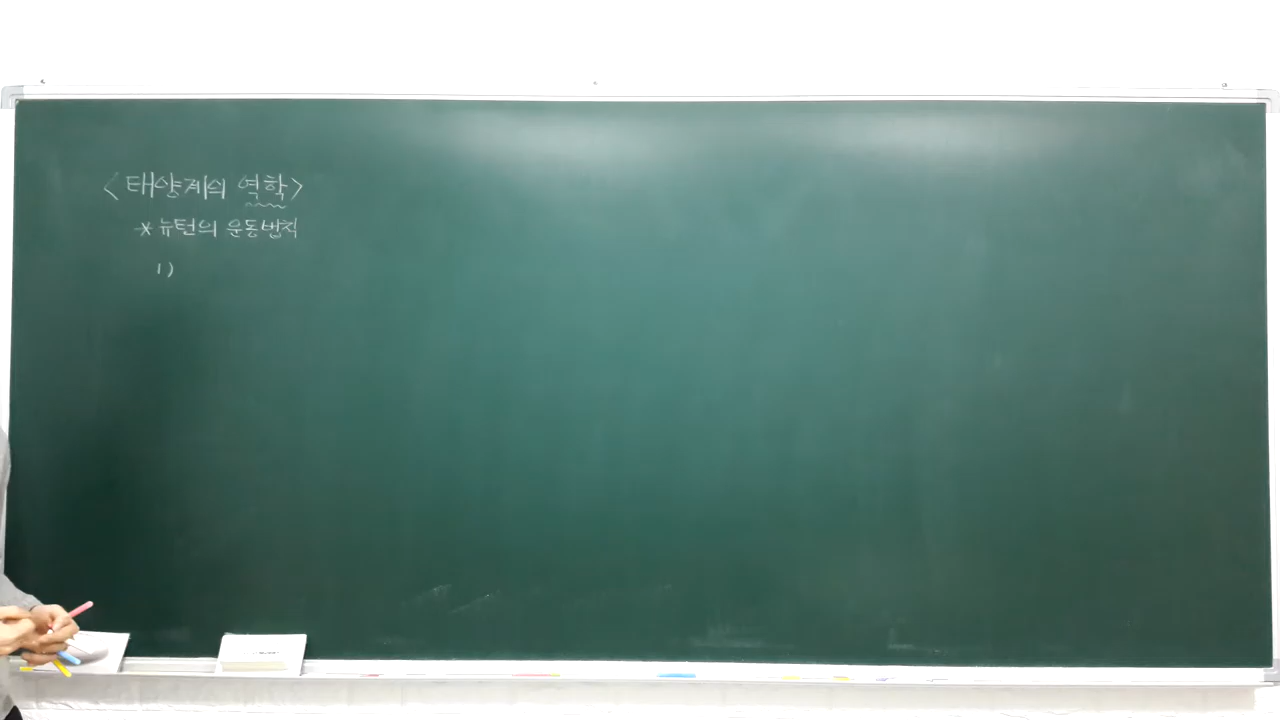 <태양계의 역학>
* 뉴턴의 운동법칙
1)